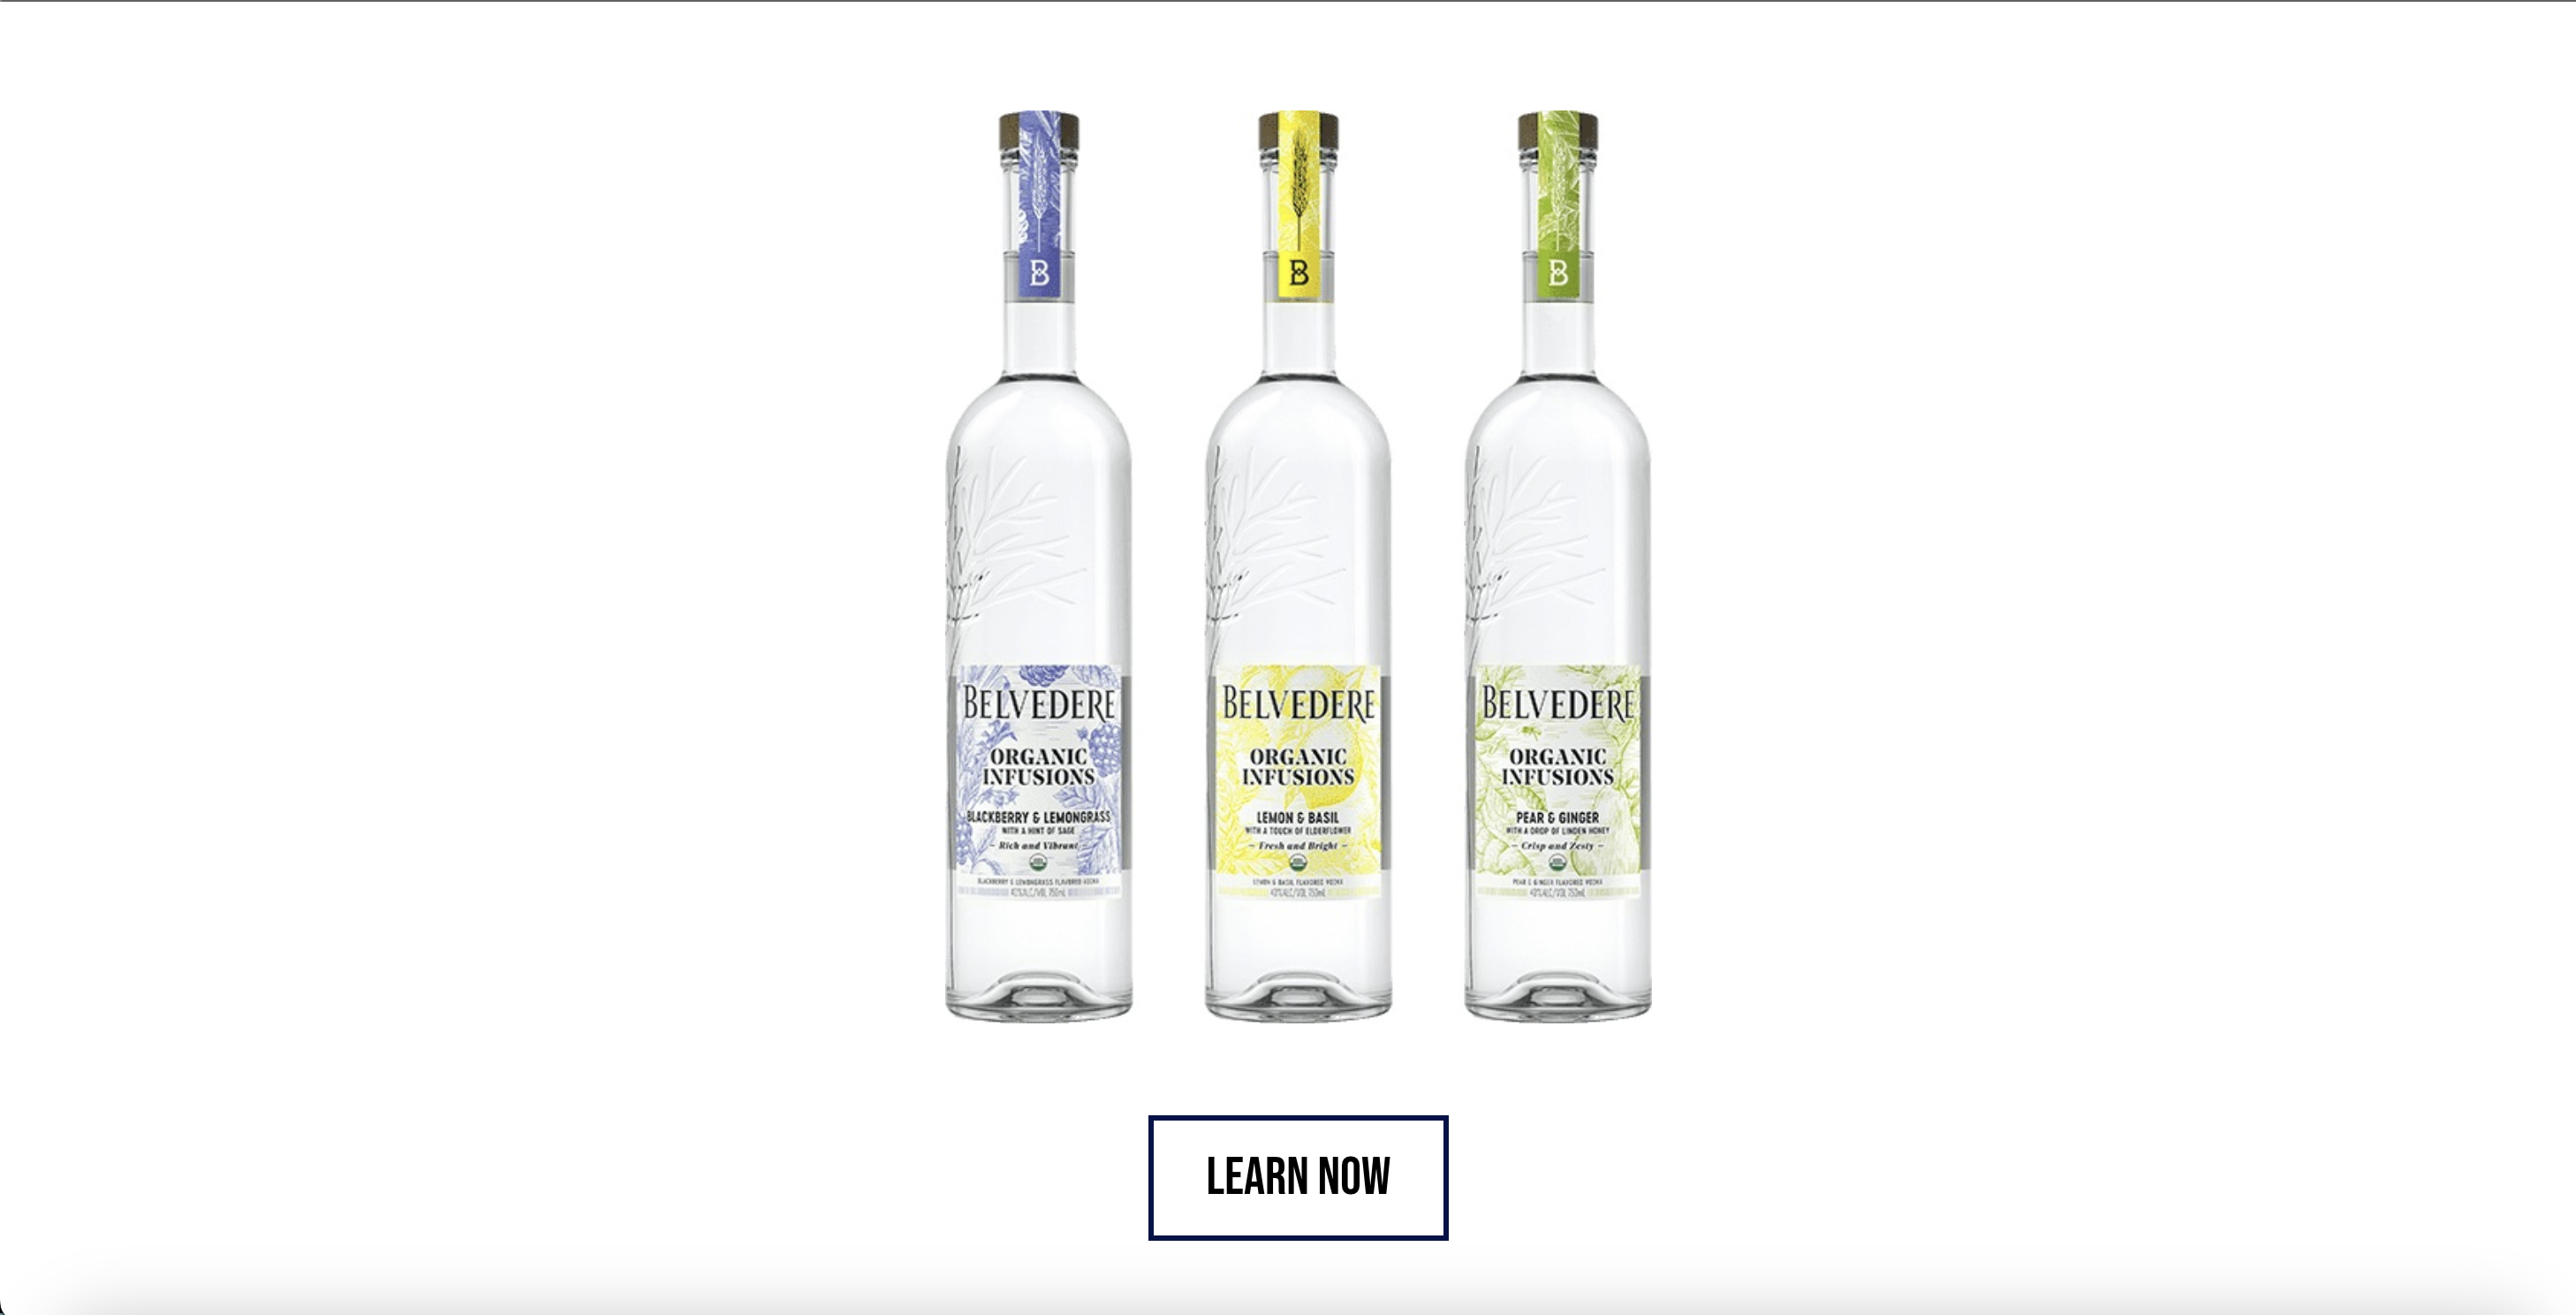 B
BELVEDERE
ORGANIC
INFUSIONS
BLACKBERRY & LEMONGRASS
WITH A HINT OF SAGE
– Rich and Vibrant –
BLACKBERRY & LEMONGRASS FLAVORED VODKA
40%ALC/VOL 750mL
B
BELVEDERE
ORGANIC
INFUSIONS
LEMON & BASIL
WITH A TOUCH OF ELDERFLOWER
– Fresh and Bright –
LEMON & BASIL FLAVORED VODKA
40%ALC/VOL 750mL
B
BELVEDERE
ORGANIC
INFUSIONS
PEAR & GINGER
WITH A DROP OF LINDEN HONEY
– Crisp and Zesty –
PEAR & GINGER FLAVORED VODKA
40%ALC/VOL 750mL
LEARN NOW